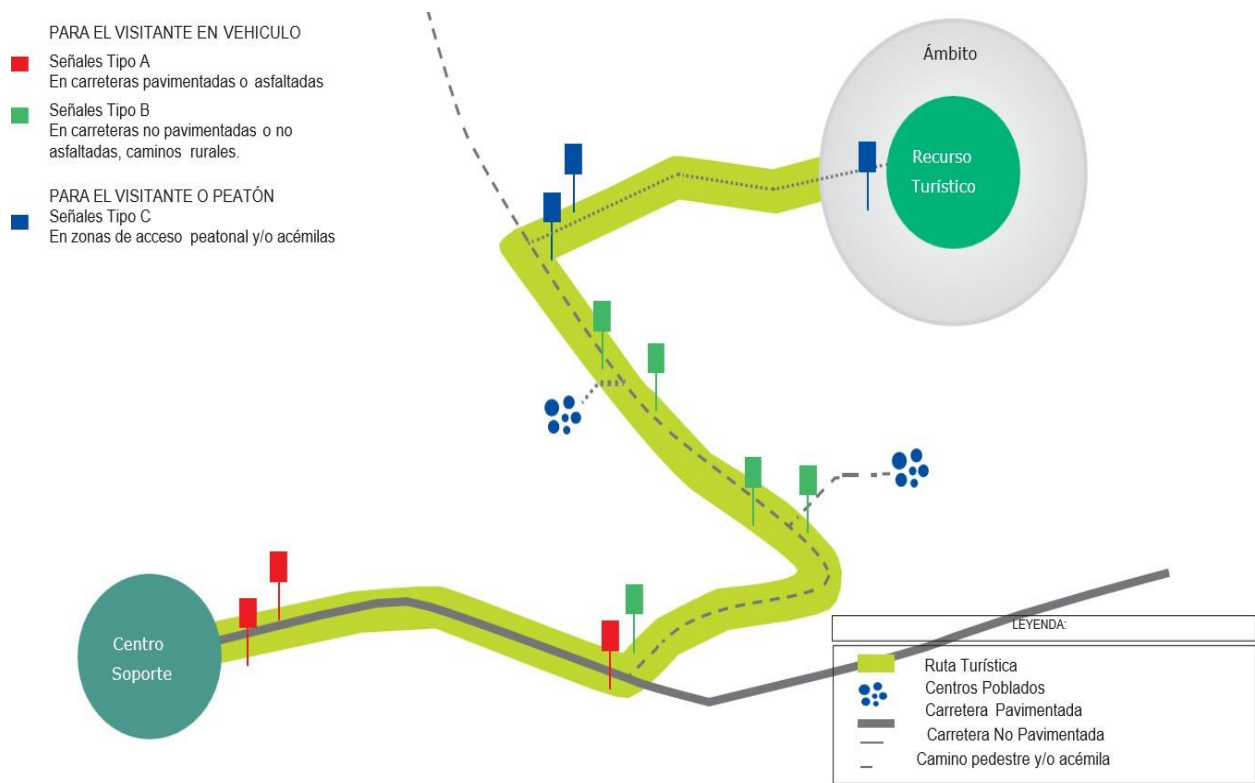 PARA EL VISITANTE EN VEHICULO
Señales Tipo A
En carreteras pavimentadas o asfaltadas
Señales Tipo B
En carreteras no pavimentadas o no
asfaltadas, caminos rurales.
PARA EL VISITANTE O PEATÓN
Señales Tipo C
En zonas de acceso peatonal y/o acémilas
Ámbito
Recurso
Turístico
Centro
Soporte
LEYENDA:
Ruta Turística
Centros Poblados
Carretera Pavimentada
Carretera No Pavimentada
Camino pedestre y/o acémila